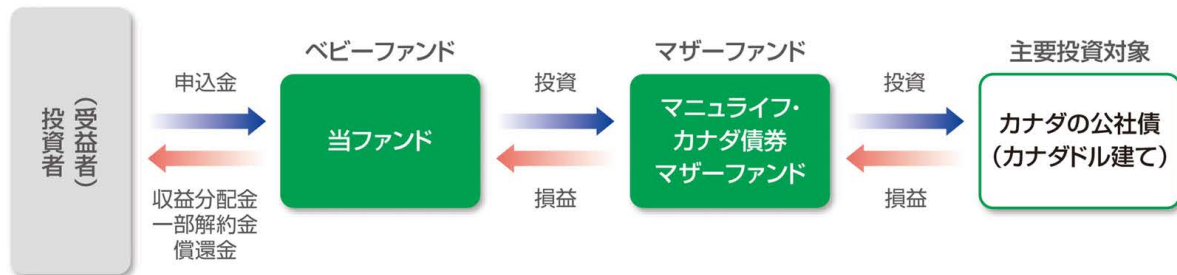 投資者
(受益者)
申込金
収益分配金
一部解約金
償還金
ベビーファンド
当ファンド
投資
損益
マザーファンド
マニュライフ・
カナダ債券
マザーファンド
投資
損益
主要投資対象
カナダの公社債
(カナダドル建て)